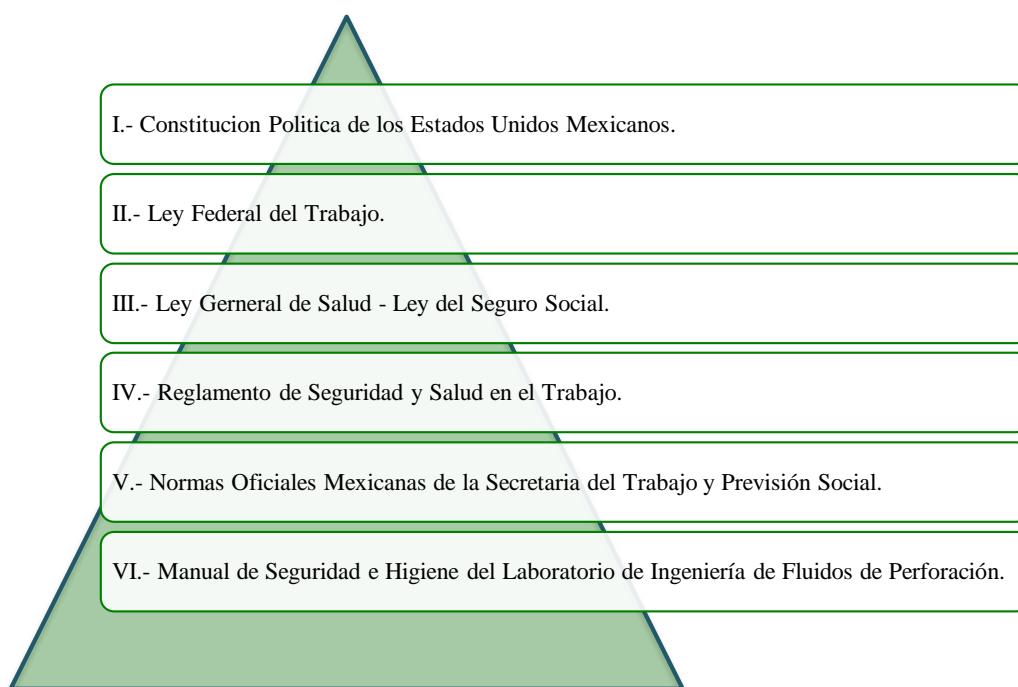 I.- Constitucion Politica de los Estados Unidos Mexicanos.
II.- Ley Federal del Trabajo.
III.- Ley Gerneral de Salud - Ley del Seguro Social.
IV.- Reglamento de Seguridad y Salud en el Trabajo.
V.- Normas Oficiales Mexicanas de la Secretaria del Trabajo y Previsión Social.
VI.- Manual de Seguridad e Higiene del Laboratorio de Ingeniería de Fluidos de Perforación.